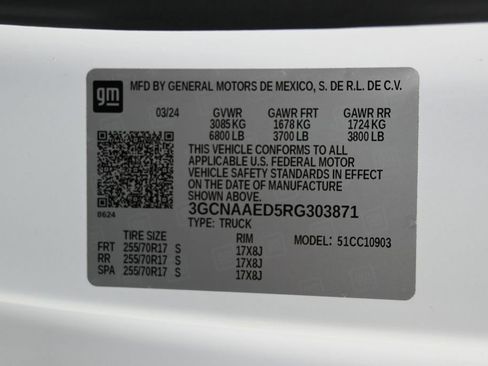 gm
MFD BY GENERAL MOTORS DE MEXICO, S. DE R.L. DE C.V.
03/24 GVWR GAWR FRT GAWR RR
3085 KG 1678 KG 1724 KG
6800 LB 3700 LB 3800 LB
THIS VEHICLE CONFORMS TO ALL
APPLICABLE U.S. FEDERAL MOTOR
VEHICLE SAFETY STANDARDS IN EFFECT
ON THE DATE OF MANUFACTURE
SHOWN ABOVE.
0624
3GCNAAED5RG303871
TYPE: TRUCK
TIRE SIZE RIM MODEL: 51CC10903
FRT 255/70R17 S 17X8J
RR 255/70R17 S 17X8J
SPA 255/70R17 S 17X8J